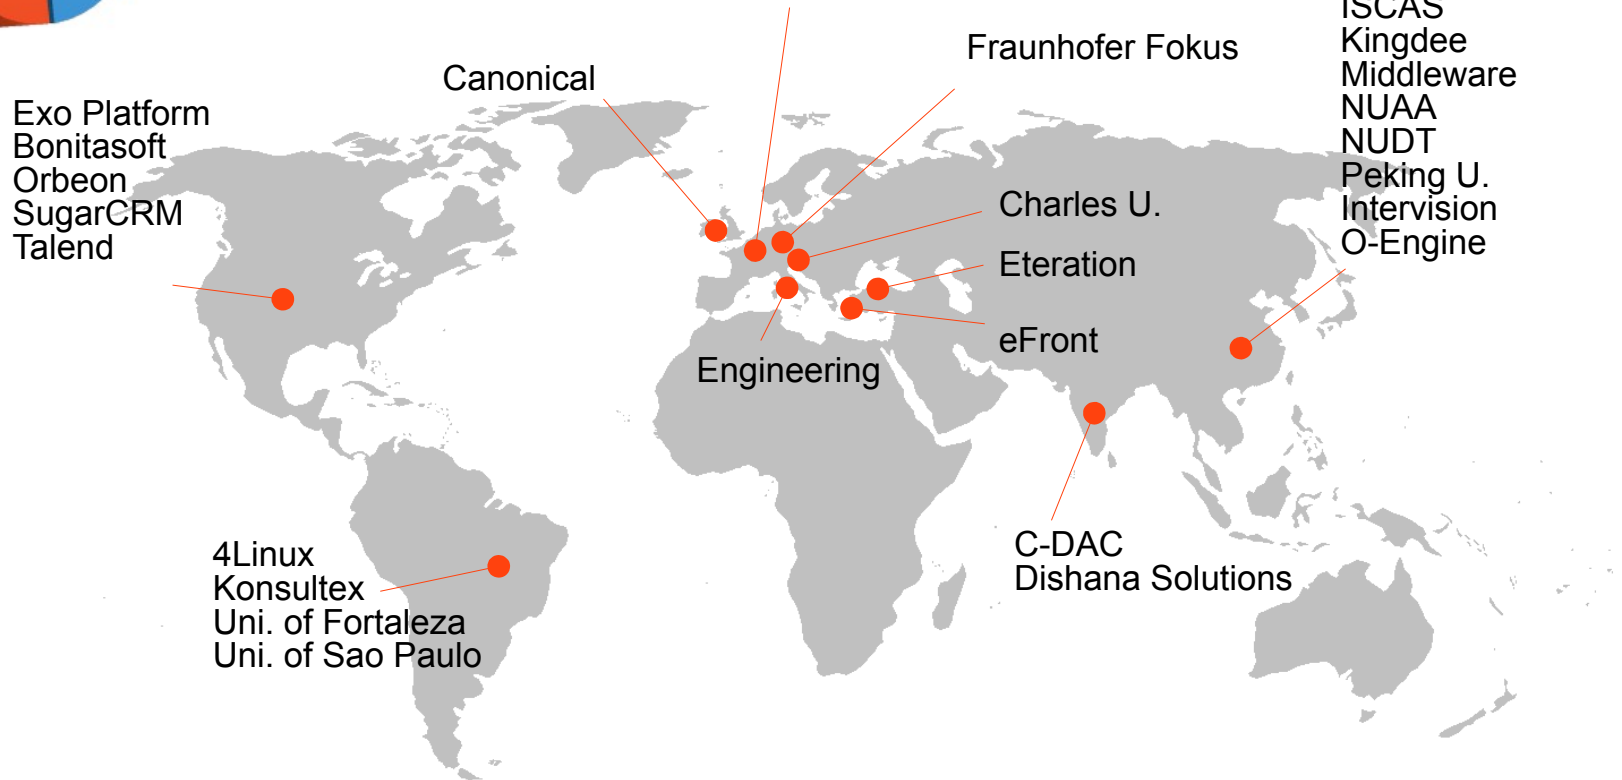 ISCAS
Fraunhofer Fokus
Kingdee
Canonical
Middleware
Exo Platform
Bonitasoft
Orbeon
SugarCRM
Talend
NUAA
NUDT
Peking U.
Intervision
O-Engine
Charles U.
Eteration
eFront
Engineering
C-DAC
Dishana Solutions
4Linux
Konsultex
Uni. of Fortaleza
Uni. of Sao Paulo